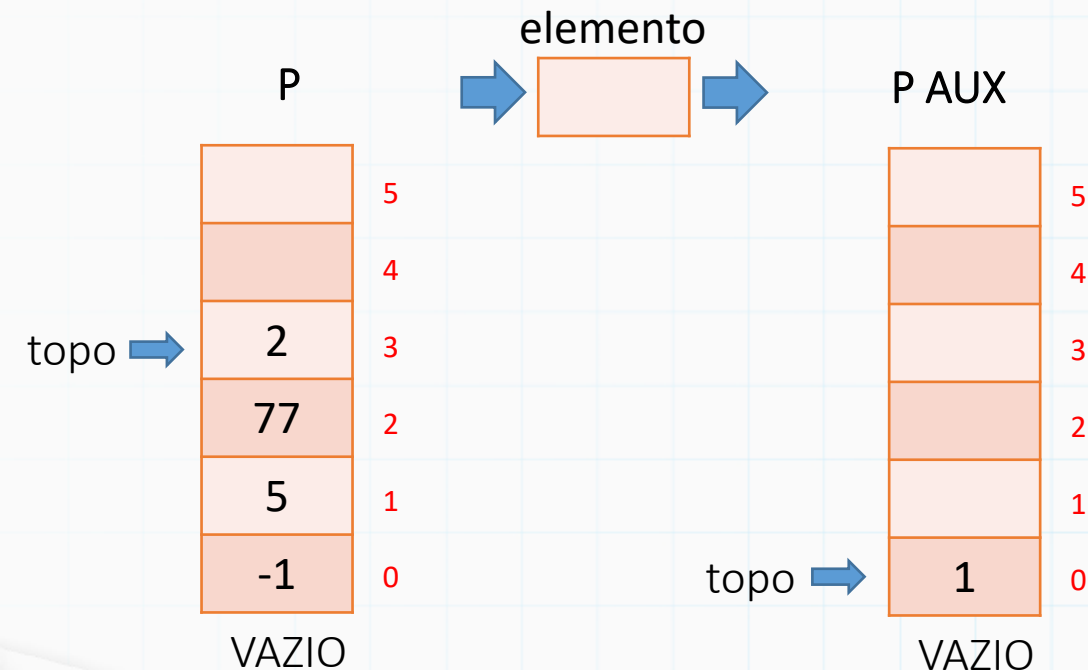 elemento
P
P AUX
5
5
4
4
topo 2 3
3
77 2
2
5 1
1
-1 0
topo 1 0
VAZIO
VAZIO